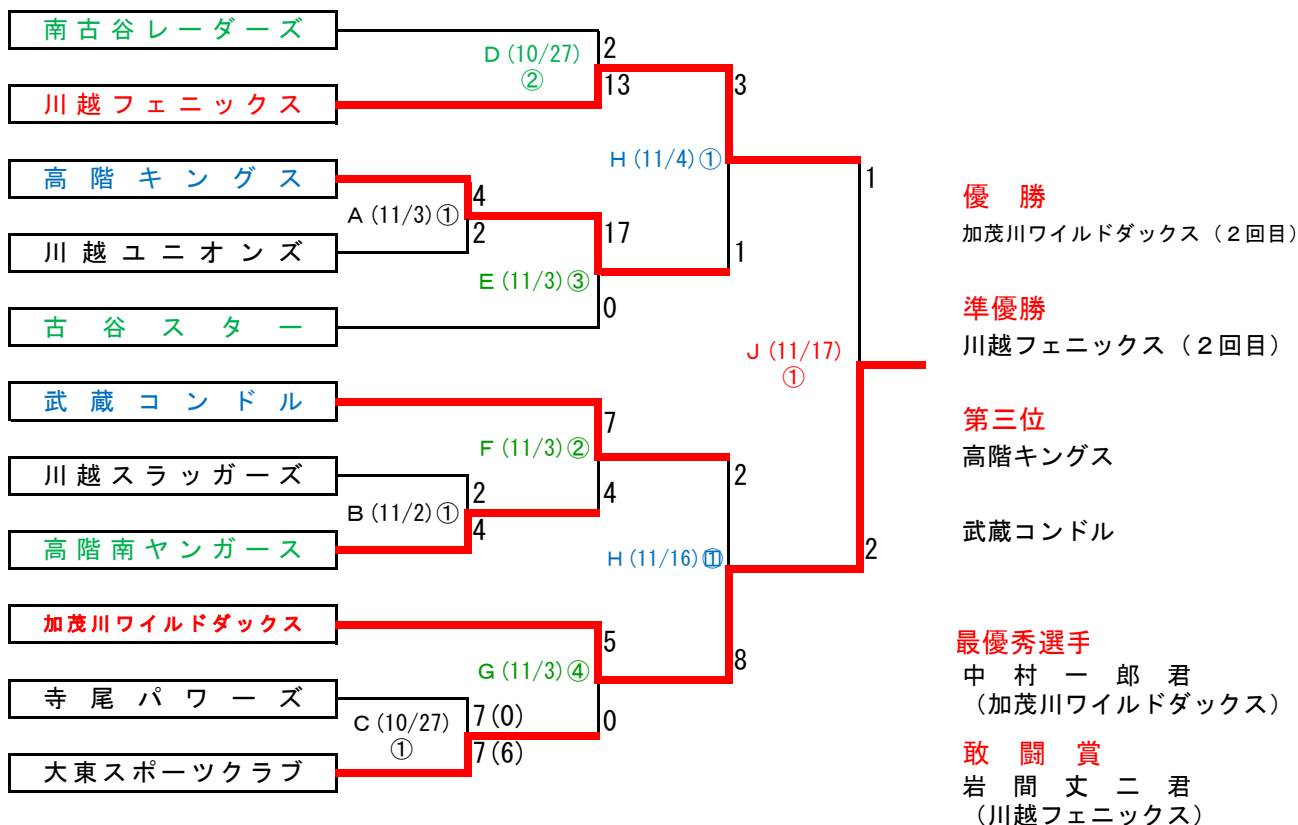 南古谷レーダーズ
2
D(10/27)
②
13
川越フェニックス
3
高階キングス
H(11/4)①
4
A(11/3)①
2
17
1
川越ユニオンズ
E(11/3)③
0
1
古谷スター
J(11/17)
①
武蔵コンドル
7
F(11/3)②
2
川越スラッガーズ
2
B(11/2)①
4
4
高階南ヤンガース
H(11/16)①
2
加茂川ワイルドダックス
5
G(11/3)④
8
寺尾パワーズ
7(0)
C(10/27)
①
0
7(6)
大東スポーツクラブ
優 勝
加茂川ワイルドダックス(2回目)
準優勝
川越フェニックス(2回目)
第三位
高階キングス
武蔵コンドル
最優秀選手
中 村 一 郎 君
(加茂川ワイルドダックス)
敢 闘 賞
岩 間 丈 二 君
(川越フェニックス)